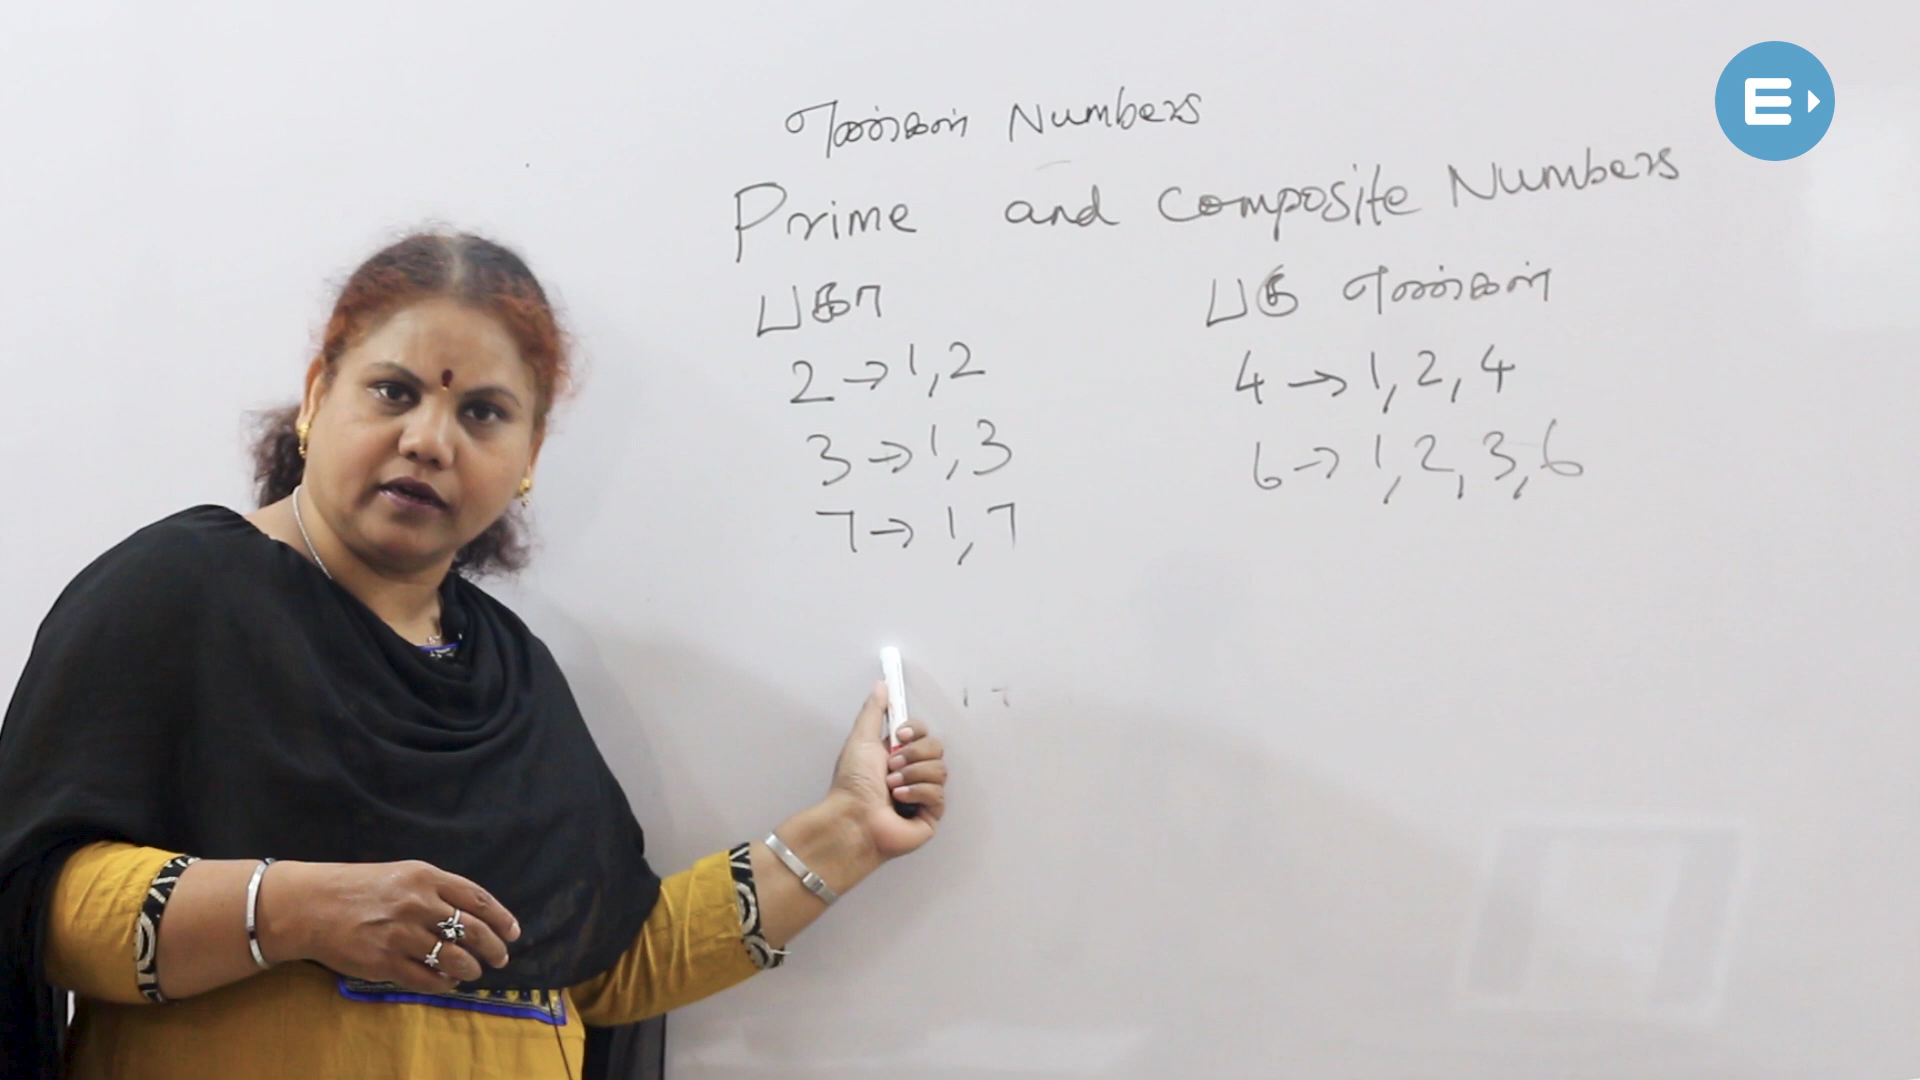 எண்கள் Numbers
Prime and Composite Numbers
பகா
பகு எண்கள்
2 → 1, 2
4 → 1, 2, 4
3 → 1, 3
6 → 1, 2, 3, 6
7 → 1, 7
E